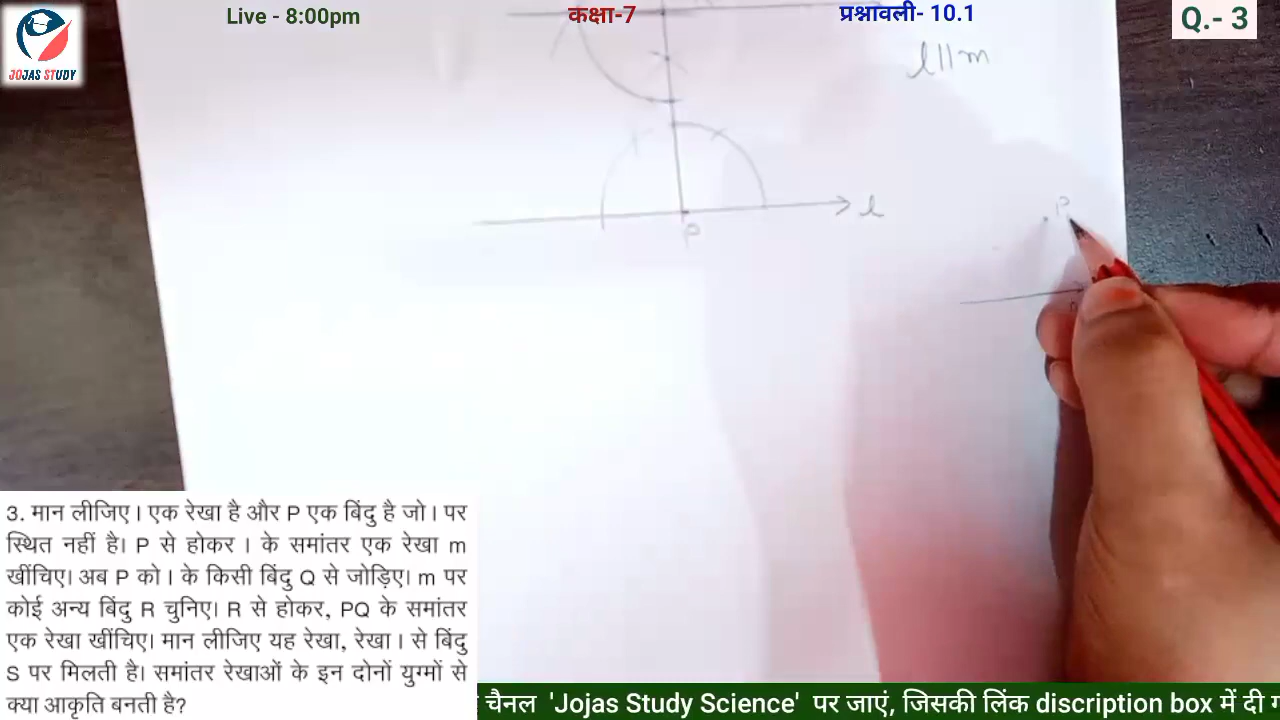 Live - 8:00pm
कक्षा-7
प्रश्नावली- 10.1
Q.- 3
JOJAS STUDY
l||m
l
P
P
3. मान लीजिए l एक रेखा है और P एक बिंदु है जो l पर
स्थित नहीं है। P से होकर l के समांतर एक रेखा m
खींचिए। अब P को l के किसी बिंदु Q से जोड़िए। m पर
कोई अन्य बिंदु R चुनिए। R से होकर, PQ के समांतर
एक रेखा खींचिए। मान लीजिए यह रेखा, रेखा l से बिंदु
S पर मिलती है। समांतर रेखाओं के इन दोनों युग्मों से
क्या आकृति बनती है?
चैनल 'Jojas Study Science' पर जाएं, जिसकी लिंक discription box में दी